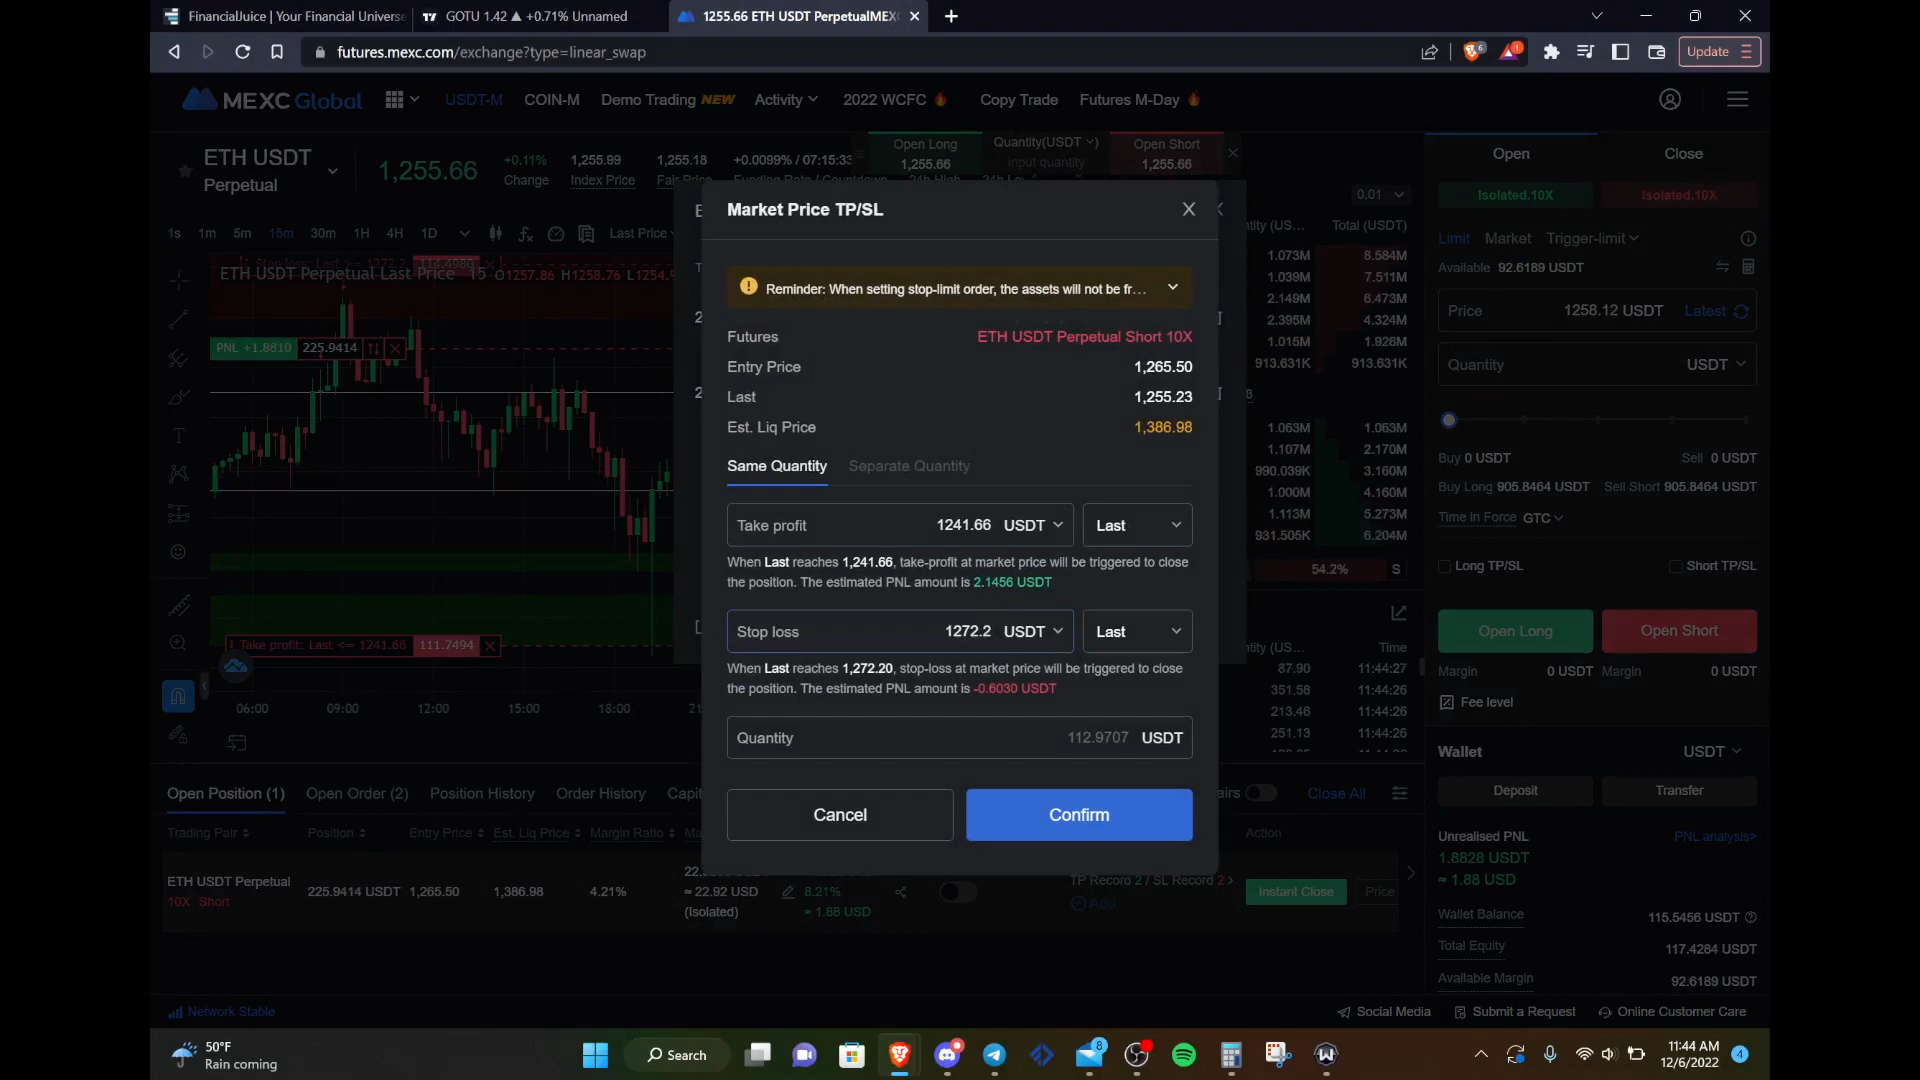 FinancialJuice | Your Financial Universe
GOTU 1.42 ▲ +0.71% Unnamed
1255.66 ETH USDT PerpetualMEX
futures.mexc.com/exchange?type=linear_swap
6
1
Update
MEXC Global
USDT-M
COIN-M
Demo Trading NEW
Activity
2022 WCFC
Copy Trade
Futures M-Day
ETH USDT
Perpetual
1,255.66
+0.11%
Change
1,255.99
Index Price
1,255.18
Fair Price
+0.0099% / 07:15:33
Funding Rate / Countdown
Open Long
1,255.66
Quantity(USDT
Input quantity
Open Short
1,255.66
1s 1m 5m 15m 30m 1H 4H 1D
Last Price
Stop loss: Last >= 1272.2 114.4980
ETH USDT Perpetual Last Price 15 O1257.86 H1258.76 L1254.9
PNL +1.8810 225.9414
Take profit: Last <= 1241.66 111.7494
06:00 09:00 12:00 15:00 18:00 21
Market Price TP/SL
Reminder: When setting stop-limit order, the assets will not be fr…
Futures ETH USDT Perpetual Short 10X
Entry Price 1,265.50
Last 1,255.23
Est. Liq Price 1,386.98
Same Quantity Separate Quantity
Take profit 1241.66 USDT Last
When Last reaches 1,241.66, take-profit at market price will be triggered to close
the position. The estimated PNL amount is 2.1456 USDT
Stop loss 1272.2 USDT Last
When Last reaches 1,272.20, stop-loss at market price will be triggered to close
the position. The estimated PNL amount is -0.6030 USDT
Quantity 112.9707 USDT
Cancel
Confirm
0.01
Total (USDT)
1.073M 8.584M
1.039M 7.511M
2.149M 6.473M
2.395M 4.324M
1.015M 1.926M
913.631K 913.631K
1.063M 1.063M
1.107M 2.170M
990.039K 3.160M
1.000M 4.160M
1.113M 5.273M
931.505K 6.204M
54.2% S
Time
87.90 11:44:27
351.58 11:44:26
213.46 11:44:26
251.13 11:44:26
Open
Close
Isolated.10X
Isolated.10X
Limit Market Trigger-limit
Available 92.6189 USDT
Price 1258.12 USDT Latest
Quantity USDT
Buy 0 USDT Sell 0 USDT
Buy Long 905.8464 USDT Sell Short 905.8464 USDT
Time in Force GTC
Long TP/SL Short TP/SL
Open Long
Open Short
Margin 0 USDT Margin 0 USDT
Fee level
Wallet USDT
Deposit
Transfer
Unrealised PNL PNL analysis>
1.8828 USDT
≈ 1.88 USD
Wallet Balance 115.5456 USDT
Total Equity 117.4284 USDT
Available Margin 92.6189 USDT
Open Position (1) Open Order (2) Position History Order History
Close All
Trading Pair Position Entry Price Est. Liq Price Margin Ratio
Action
ETH USDT Perpetual
10X Short
225.9414 USDT 1,265.50 1,386.98 4.21%
≈ 22.92 USD
(Isolated)
8.21%
≈ 1.88 USD
TP Record 2 / SL Record 2 >
Add
Instant Close
Price
Network Stable
Social Media
Submit a Request
Online Customer Care
50°F
Rain coming
Search
8
11:44 AM
12/6/2022
4